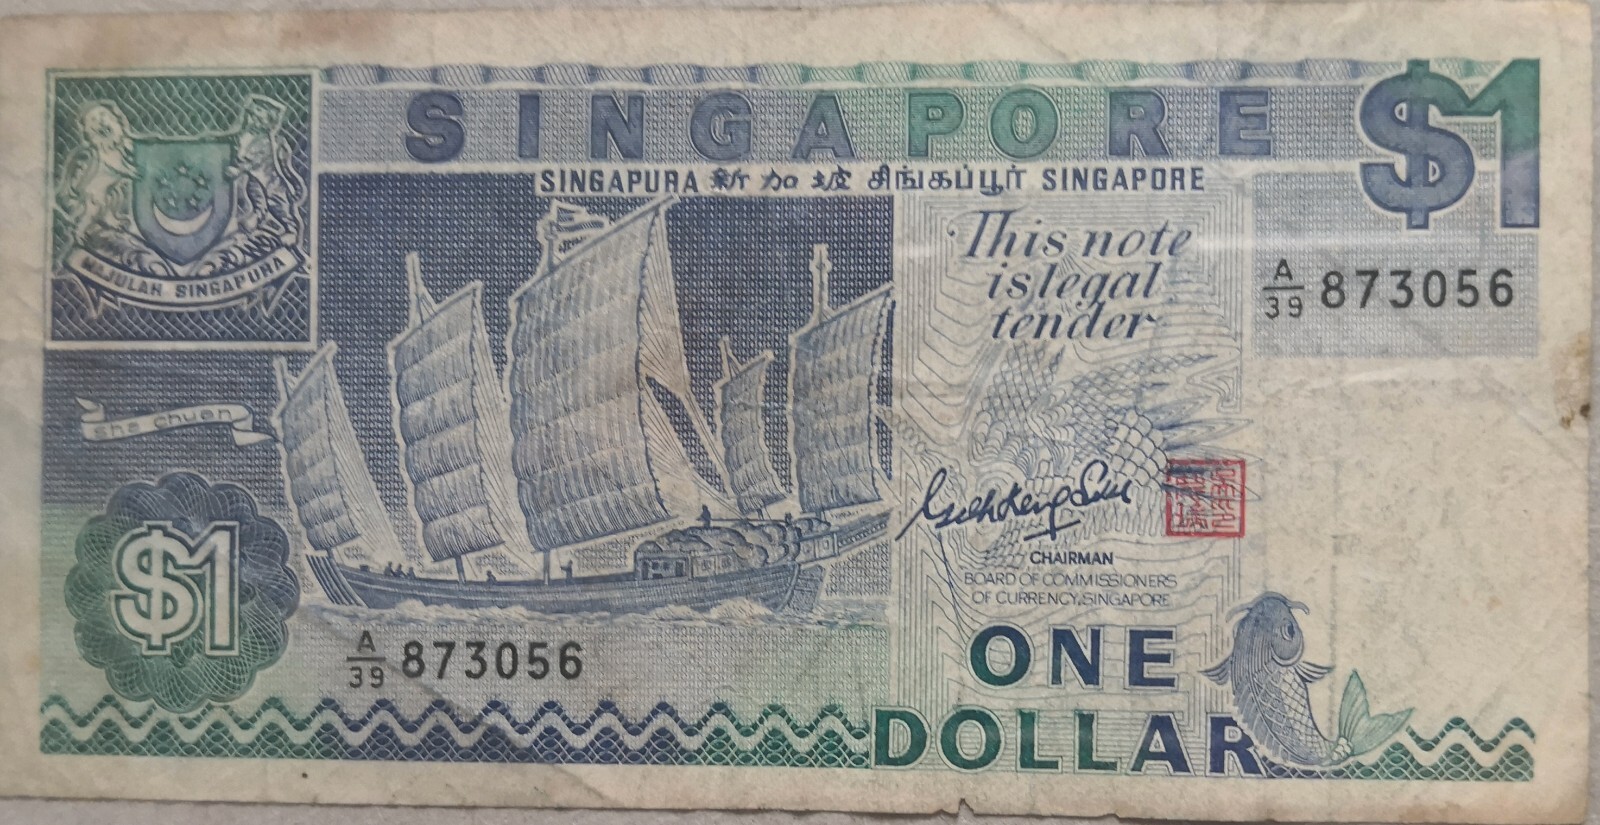 SINGAPORE
$1
SINGAPURA 新加坡 சிங்கப்பூர் SINGAPORE
MAJULAH SINGAPURA
This note
is legal
tender
A/39 873056
sha chuen
$1
CHAIRMAN
BOARD OF COMMISSIONERS
OF CURRENCY, SINGAPORE
A/39 873056
ONE
DOLLAR